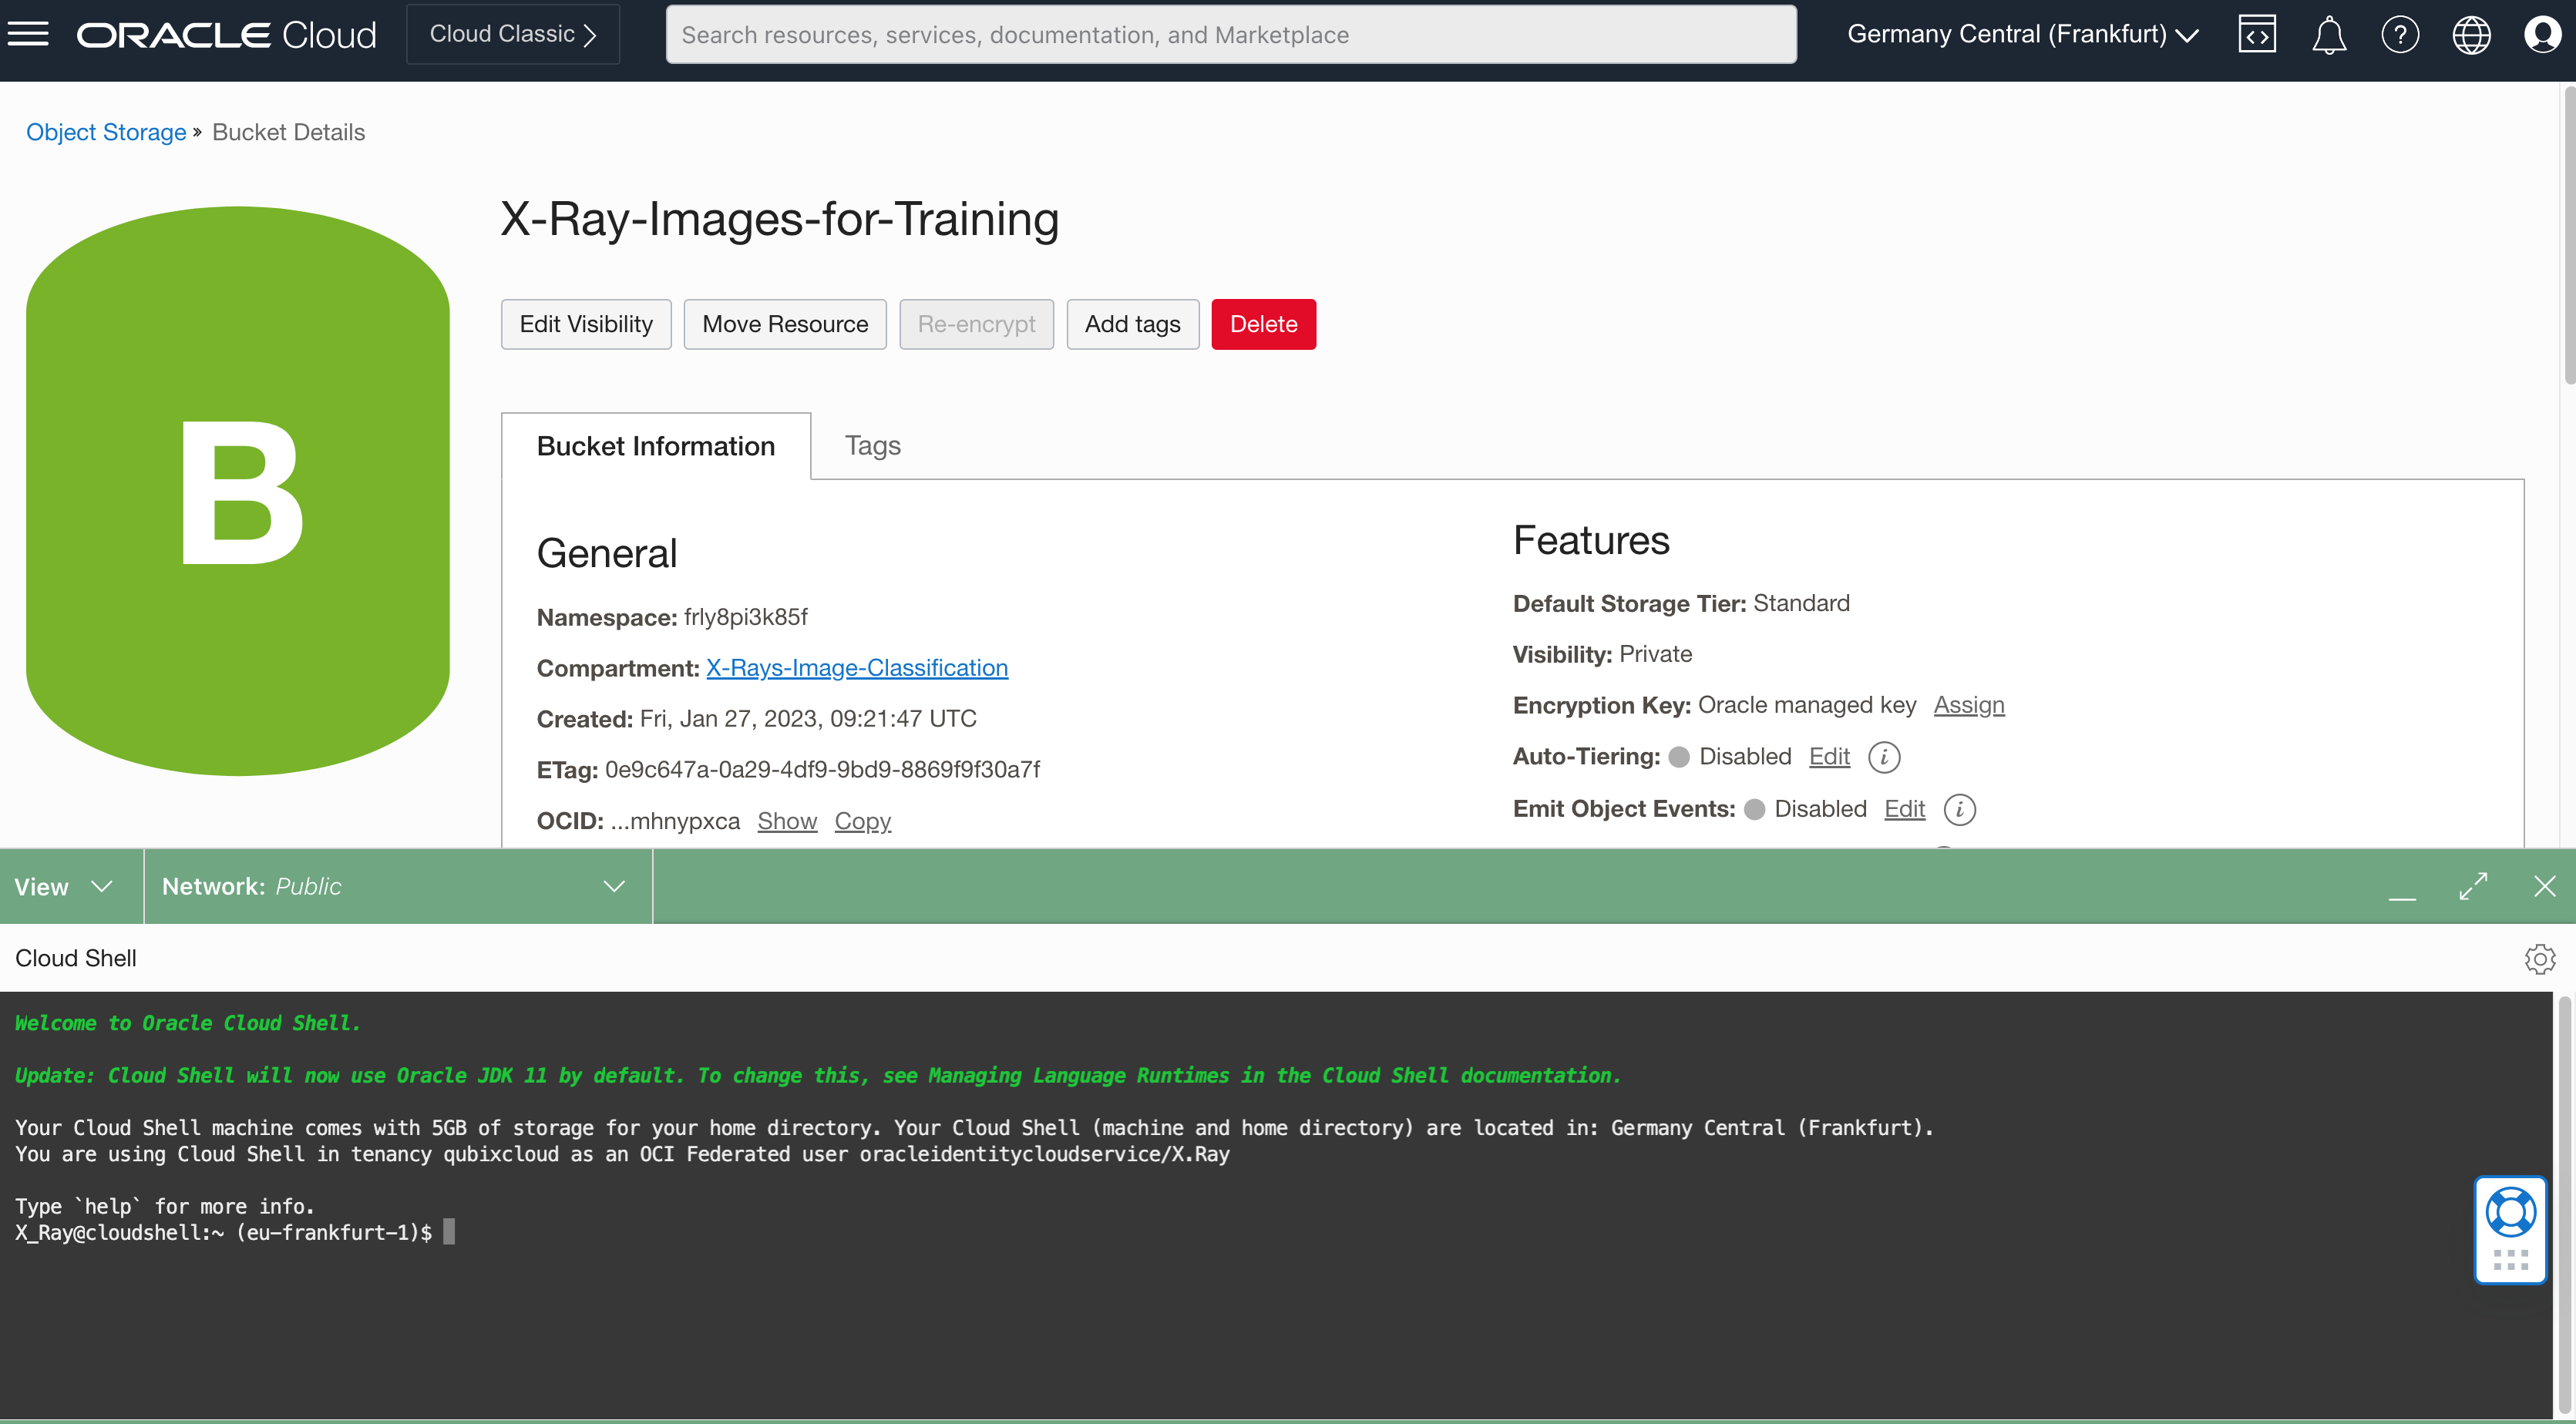 ORACLE Cloud
Cloud Classic
Search resources, services, documentation, and Marketplace
Germany Central (Frankfurt)
Object Storage » Bucket Details
B
X-Ray-Images-for-Training
Edit Visibility
Move Resource
Re-encrypt
Add tags
Delete
Bucket Information
Tags
General
Namespace: frly8pi3k85f
Compartment: X-Rays-Image-Classification
Created: Fri, Jan 27, 2023, 09:21:47 UTC
ETag: 0e9c647a-0a29-4df9-9bd9-8869f9f30a7f
OCID: ...mhnypxca Show Copy
Features
Default Storage Tier: Standard
Visibility: Private
Encryption Key: Oracle managed key Assign
Auto-Tiering: Disabled Edit
Emit Object Events: Disabled Edit
View
Network: Public
Cloud Shell
Welcome to Oracle Cloud Shell.
Update: Cloud Shell will now use Oracle JDK 11 by default. To change this, see Managing Language Runtimes in the Cloud Shell documentation.
Your Cloud Shell machine comes with 5GB of storage for your home directory. Your Cloud Shell (machine and home directory) are located in: Germany Central (Frankfurt).
You are using Cloud Shell in tenancy qubixcloud as an OCI Federated user oracleidentitycloudservice/X.Ray
Type `help` for more info.
X_Ray@cloudshell:~ (eu-frankfurt-1)$